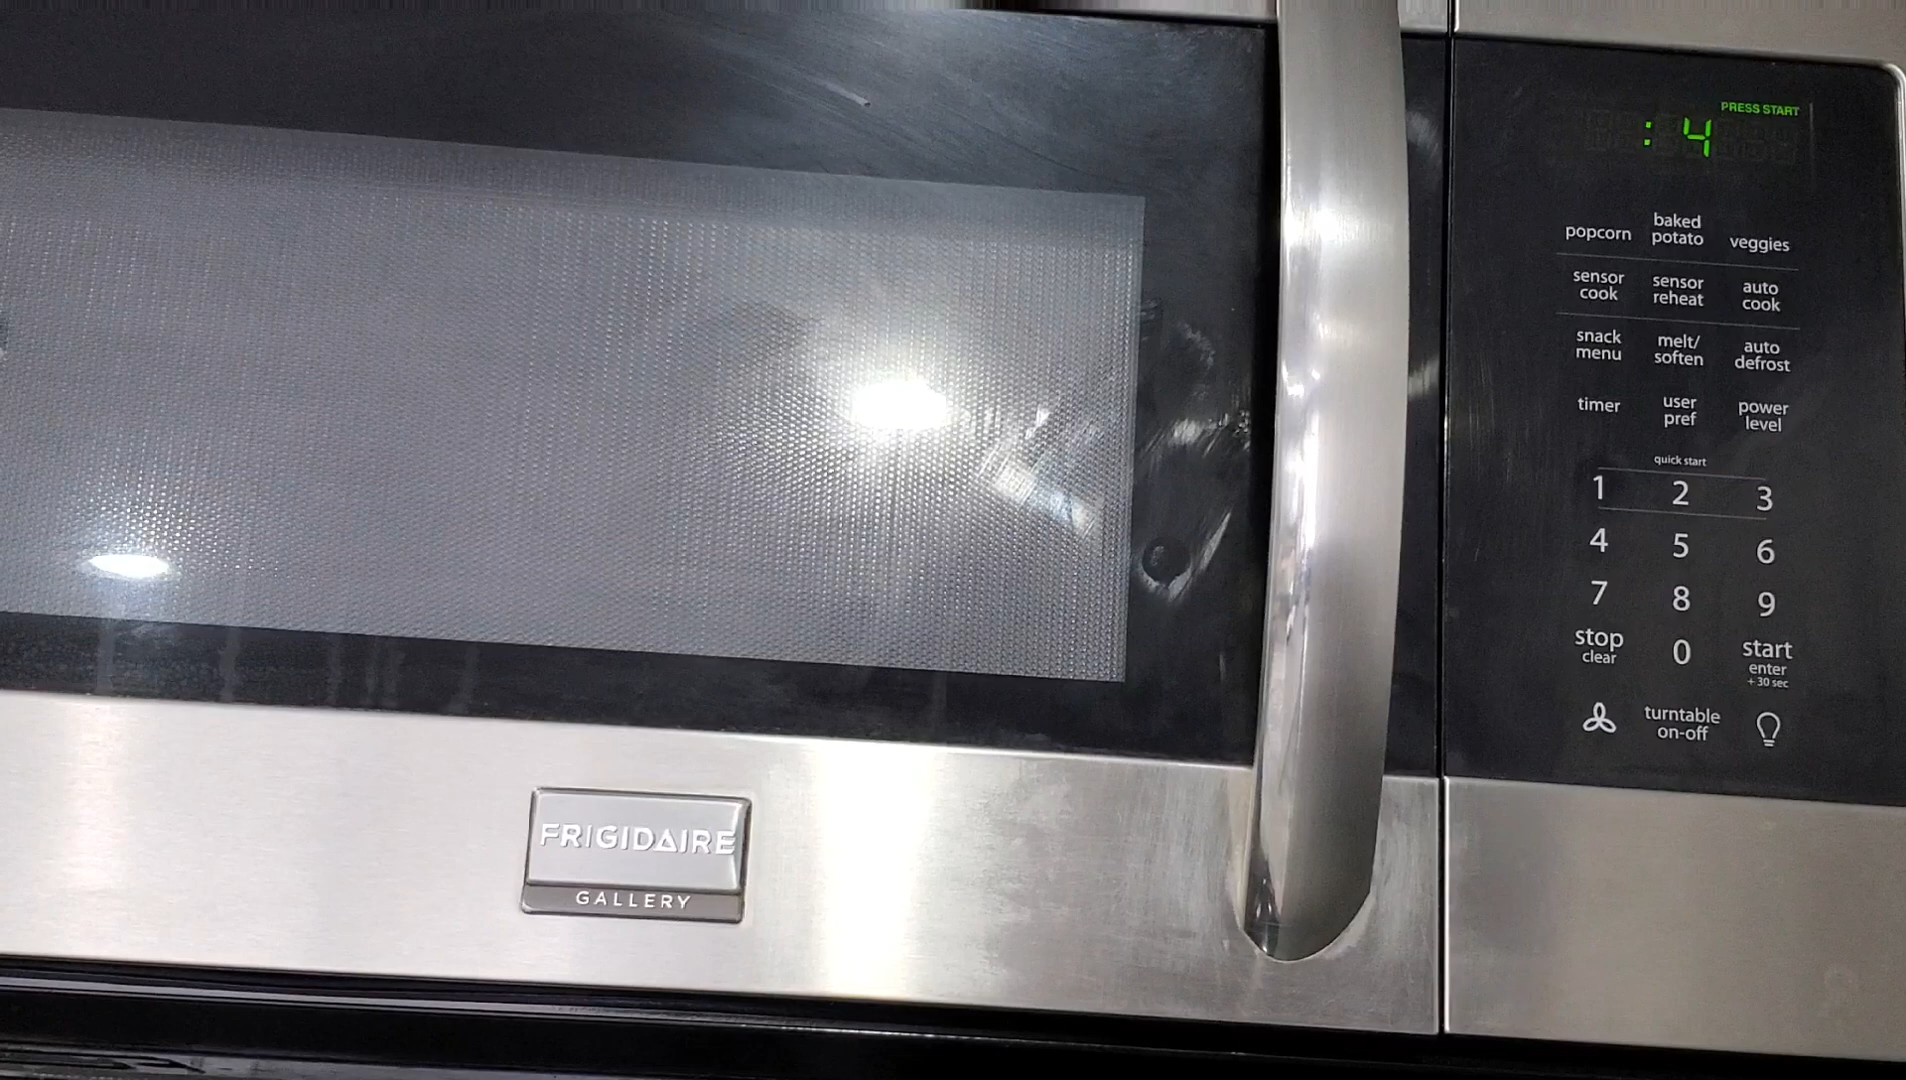 PRESS START
:4
popcorn
baked
potato
veggies
sensor
cook
sensor
reheat
auto
cook
snack
menu
melt/
soften
auto
defrost
timer
user
pref
power
level
quick start
1 2 3
4 5 6
7 8 9
stop
clear
0
start
enter
+30 sec
turntable
on-off
FRIGIDAIRE
GALLERY